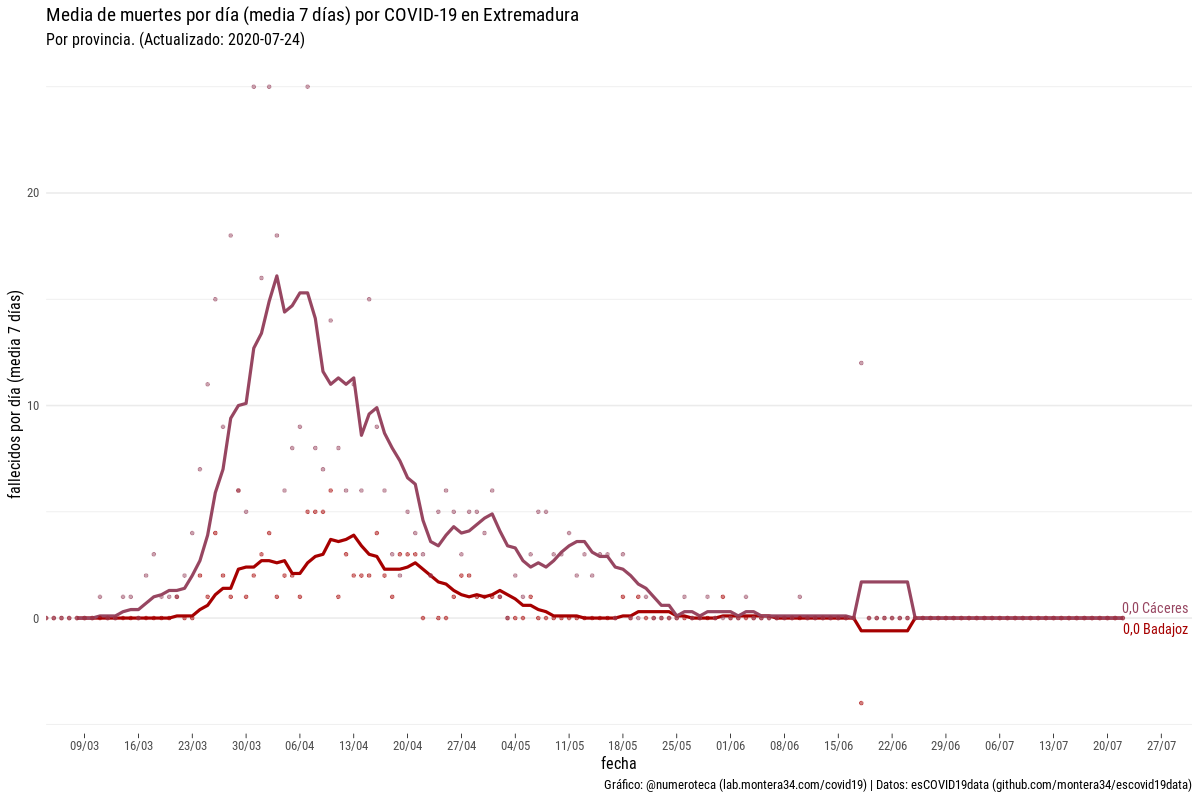 Media de muertes por día (media 7 días) por COVID-19 en Extremadura
Por provincia. (Actualizado: 2020-07-24)
fallecidos por día (media 7 días)
20
10
0
0,0 Cáceres
0,0 Badajoz
09/03 16/03 23/03 30/03 06/04 13/04 20/04 27/04 04/05 11/05 18/05 25/05 01/06 08/06 15/06 22/06 29/06 06/07 13/07 20/07 27/07
fecha
Gráfico: @numeroteca (lab.montera34.com/covid19) | Datos: esCOVID19data (github.com/montera34/escovid19data)